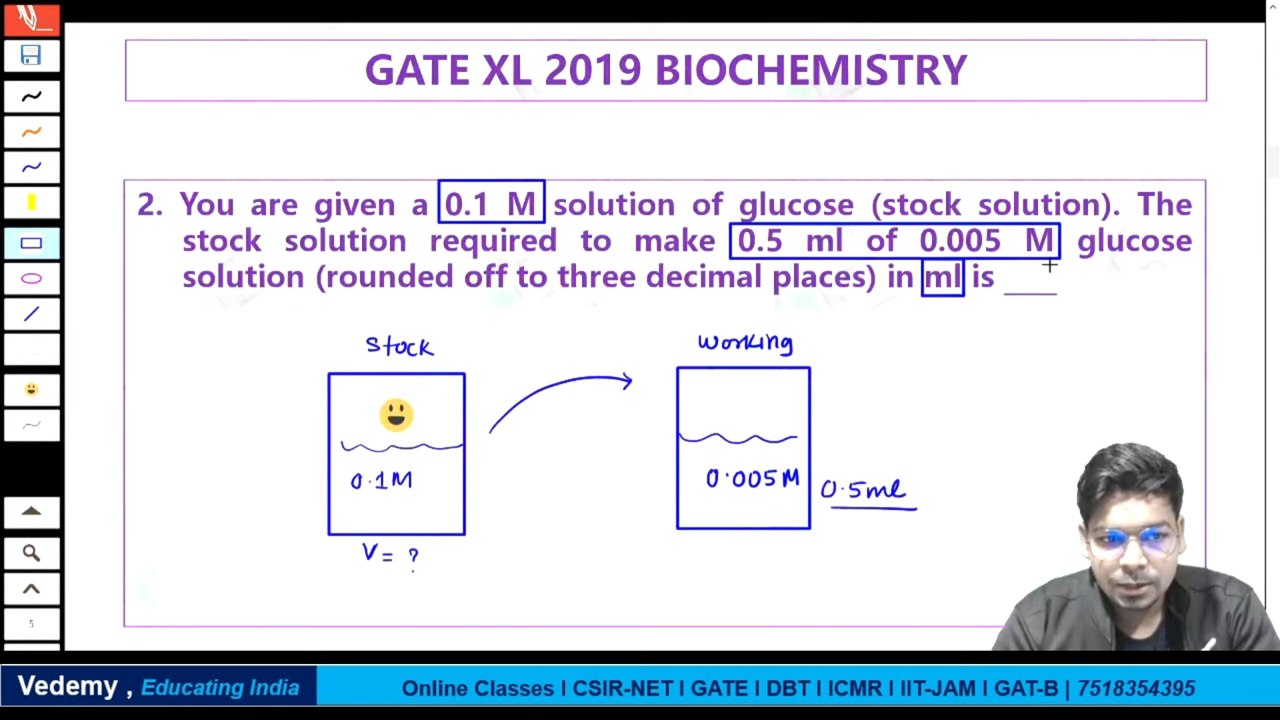 GATE XL 2019 BIOCHEMISTRY
2. You are given a 0.1 M solution of glucose (stock solution). The
stock solution required to make 0.5 ml of 0.005 M glucose
solution (rounded off to three decimal places) in ml is ____
Stock
Working
0.1M
0.005M
0.5ml
V = ?
5
Vedemy , Educating India
Online Classes I CSIR-NET I GATE I DBT I ICMR I IIT-JAM I GAT-B | 7518354395